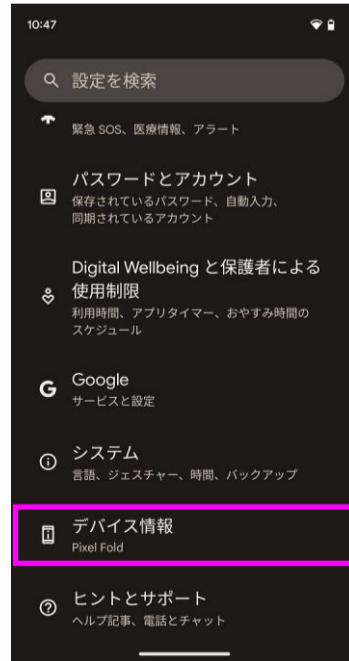 10:47
設定を検索
緊急 SOS、医療情報、アラート
パスワードとアカウント
保存されているパスワード、自動入力、
同期されているアカウント
Digital Wellbeing と保護者による
使用制限
利用時間、アプリタイマー、おやすみ時間の
スケジュール
Google
サービスと設定
システム
言語、ジェスチャー、時間、バックアップ
デバイス情報
Pixel Fold
ヒントとサポート
ヘルプ記事、電話とチャット